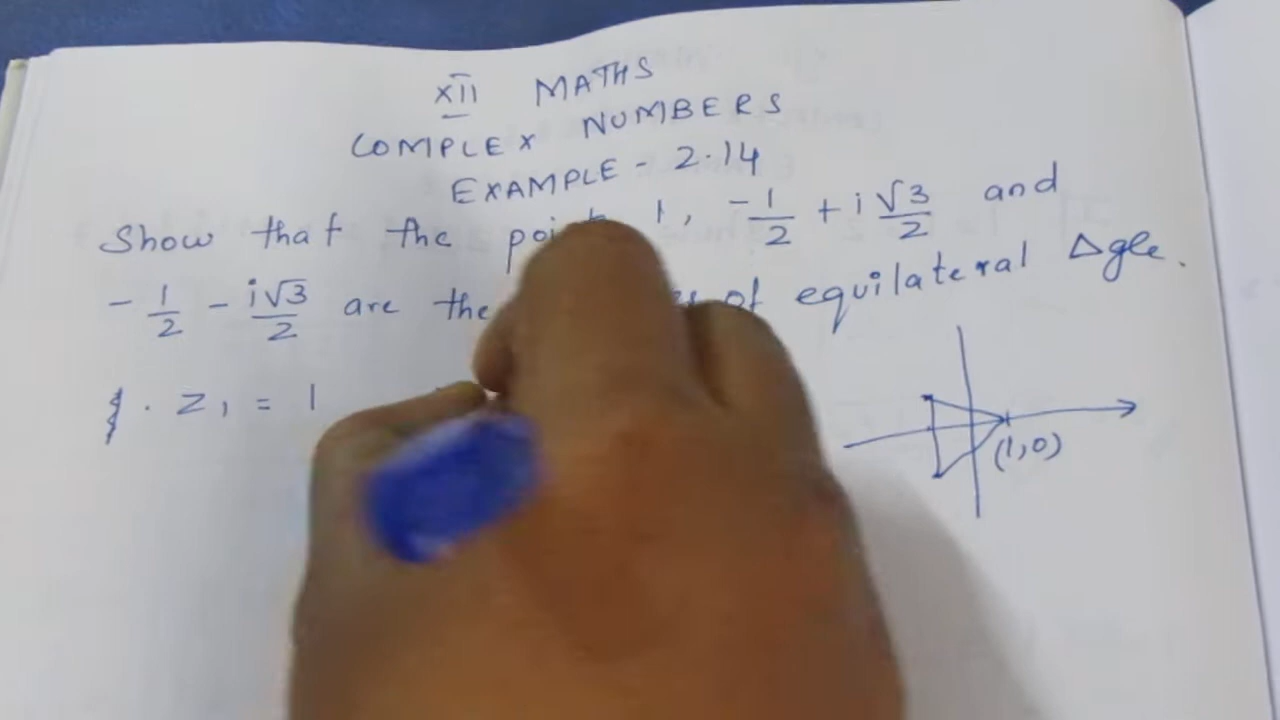 XII MATHS
COMPLEX NUMBERS
EXAMPLE - 2.14
Show that the 1, -1/2 + i √3/2 and
-1/2 - i√3/2 are the of equilateral Δgle.
z₁ = 1
(1,0)